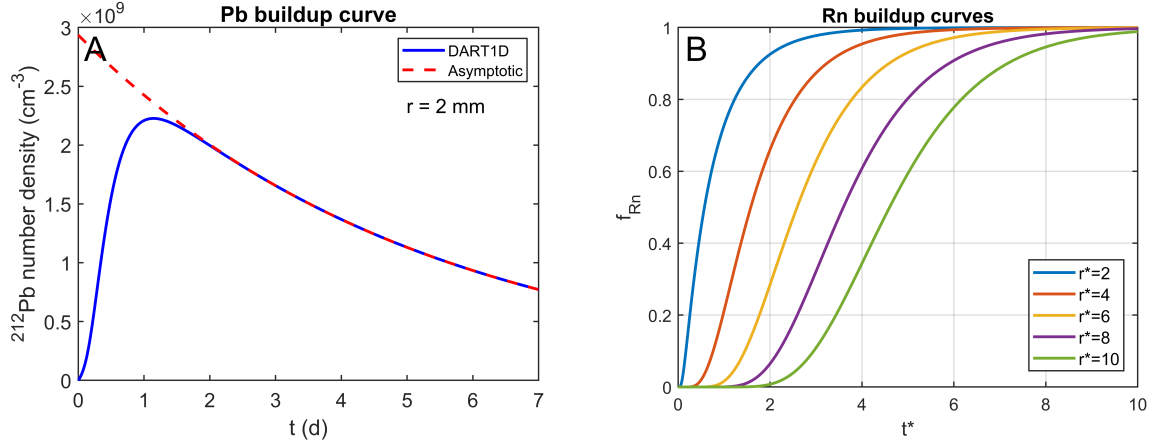 Pb buildup curve
×10⁹
A
DART1D
Asymptotic
r = 2 mm
3
2.5
2
1.5
1
0.5
0
²¹²Pb number density (cm⁻³)
0 1 2 3 4 5 6 7
t (d)
Rn buildup curves
B
1
0.8
0.6
0.4
0.2
0
f_Rn
r*=2
r*=4
r*=6
r*=8
r*=10
0 2 4 6 8 10
t*